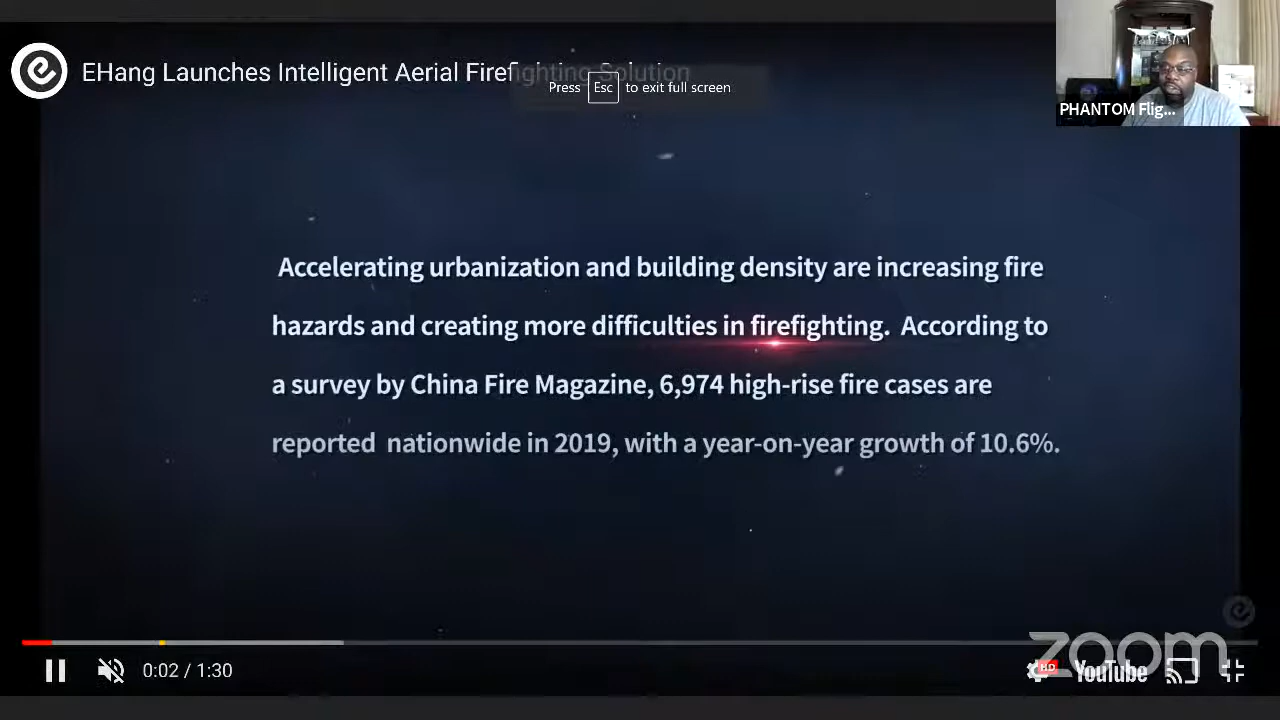 EHang Launches Intelligent Aerial Firefighting Solution
Press Esc to exit full screen
PHANTOM Flig...
Accelerating urbanization and building density are increasing fire
hazards and creating more difficulties in firefighting. According to
a survey by China Fire Magazine, 6,974 high-rise fire cases are
reported nationwide in 2019, with a year-on-year growth of 10.6%.
zoom
0:02 / 1:30
HD
YouTube